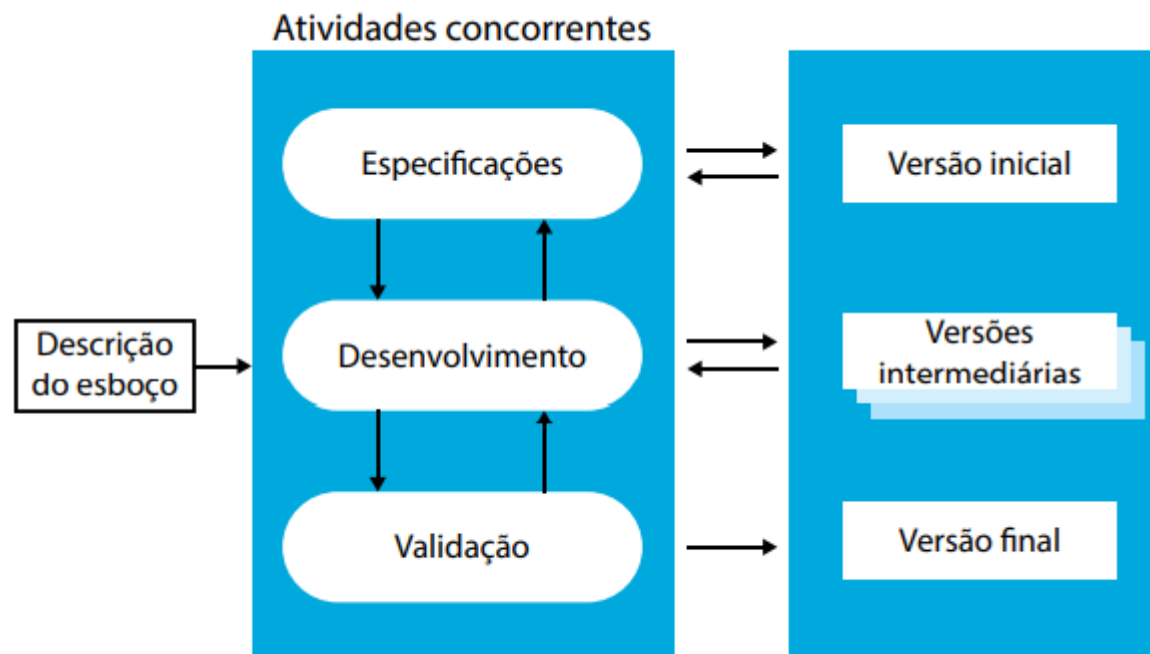 Atividades concorrentes
Especificações
Versão inicial
Descrição
do esboço
Desenvolvimento
Versões
intermediárias
Validação
Versão final